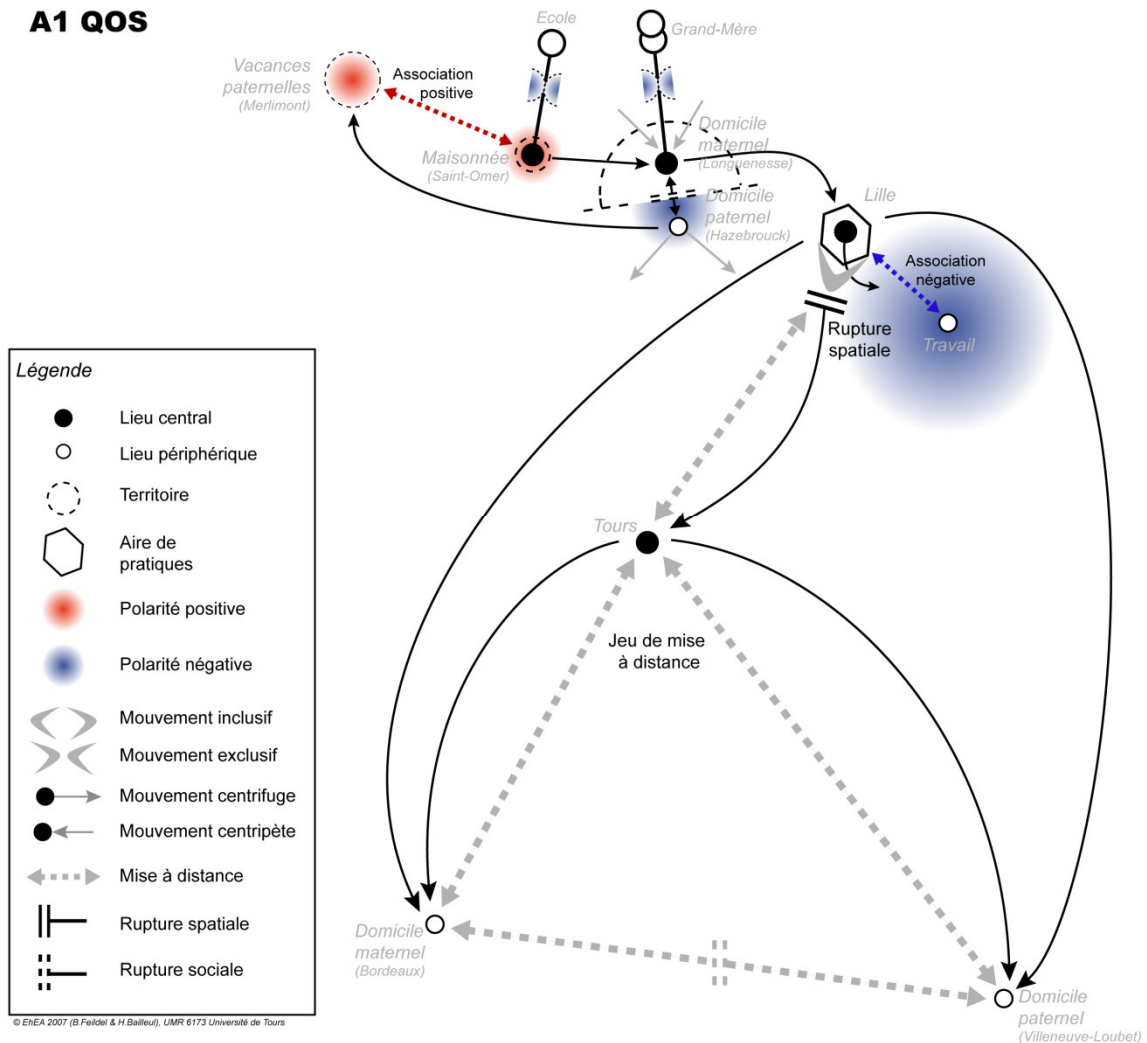 A1 QOS
Ecole
Grand-Mère
Vacances
paternelles
(Merlimont)
Association
positive
Maisonnée
(Saint-Omer)
Domicile
maternel
(Longuenesse)
Domicile
paternel
(Hazebrouck)
Lille
Association
négative
Rupture
spatiale
Travail
Tours
Jeu de mise
à distance
Domicile
maternel
(Bordeaux)
Domicile
paternel
(Villeneuve-Loubet)
Légende
Lieu central
Lieu périphérique
Territoire
Aire de
pratiques
Polarité positive
Polarité négative
Mouvement inclusif
Mouvement exclusif
Mouvement centrifuge
Mouvement centripète
Mise à distance
Rupture spatiale
Rupture sociale
© EhEA 2007 (B.Feildel & H.Bailleul), UMR 6173 Université de Tours